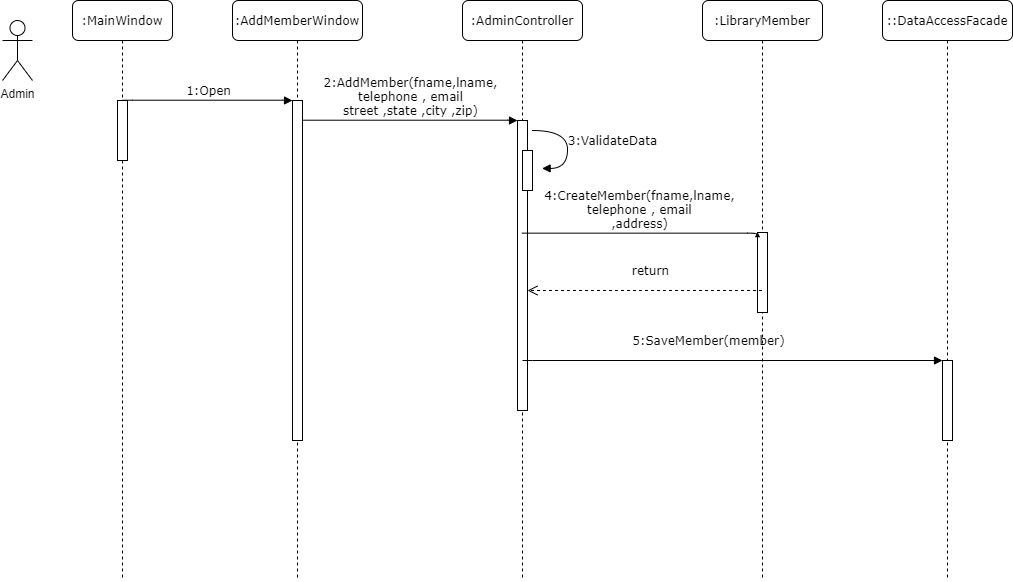 :MainWindow
:AddMemberWindow
:AdminController
:LibraryMember
::DataAccessFacade
Admin
1:Open
2:AddMember(fname,lname,
telephone , email
street ,state ,city ,zip)
3:ValidateData
4:CreateMember(fname,lname,
telephone , email
,address)
return
5:SaveMember(member)